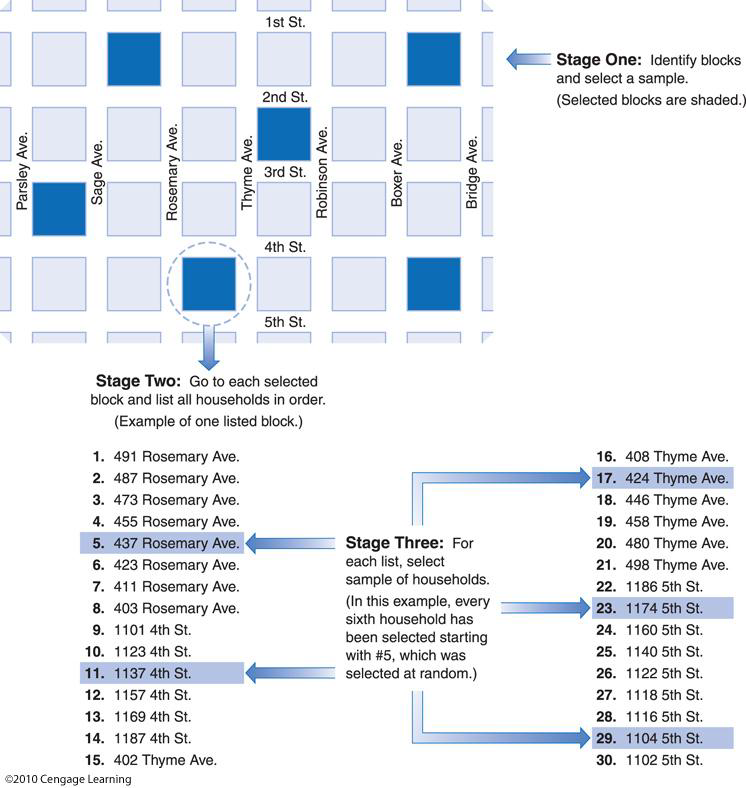 1st St.
Stage One: Identify blocks
and select a sample.
(Selected blocks are shaded.)
2nd St.
Parsley Ave.
Sage Ave.
Rosemary Ave.
Thyme Ave.
Robinson Ave.
Boxer Ave.
Bridge Ave.
3rd St.
4th St.
5th St.
Stage Two: Go to each selected
block and list all households in order.
(Example of one listed block.)
1. 491 Rosemary Ave.
2. 487 Rosemary Ave.
3. 473 Rosemary Ave.
4. 455 Rosemary Ave.
5. 437 Rosemary Ave.
6. 423 Rosemary Ave.
7. 411 Rosemary Ave.
8. 403 Rosemary Ave.
9. 1101 4th St.
10. 1123 4th St.
11. 1137 4th St.
12. 1157 4th St.
13. 1169 4th St.
14. 1187 4th St.
15. 402 Thyme Ave.
Stage Three: For
each list, select
sample of households.
(In this example, every
sixth household has
been selected starting
with #5, which was
selected at random.)
16. 408 Thyme Ave.
17. 424 Thyme Ave.
18. 446 Thyme Ave.
19. 458 Thyme Ave.
20. 480 Thyme Ave.
21. 498 Thyme Ave.
22. 1186 5th St.
23. 1174 5th St.
24. 1160 5th St.
25. 1140 5th St.
26. 1122 5th St.
27. 1118 5th St.
28. 1116 5th St.
29. 1104 5th St.
30. 1102 5th St.
©2010 Cengage Learning